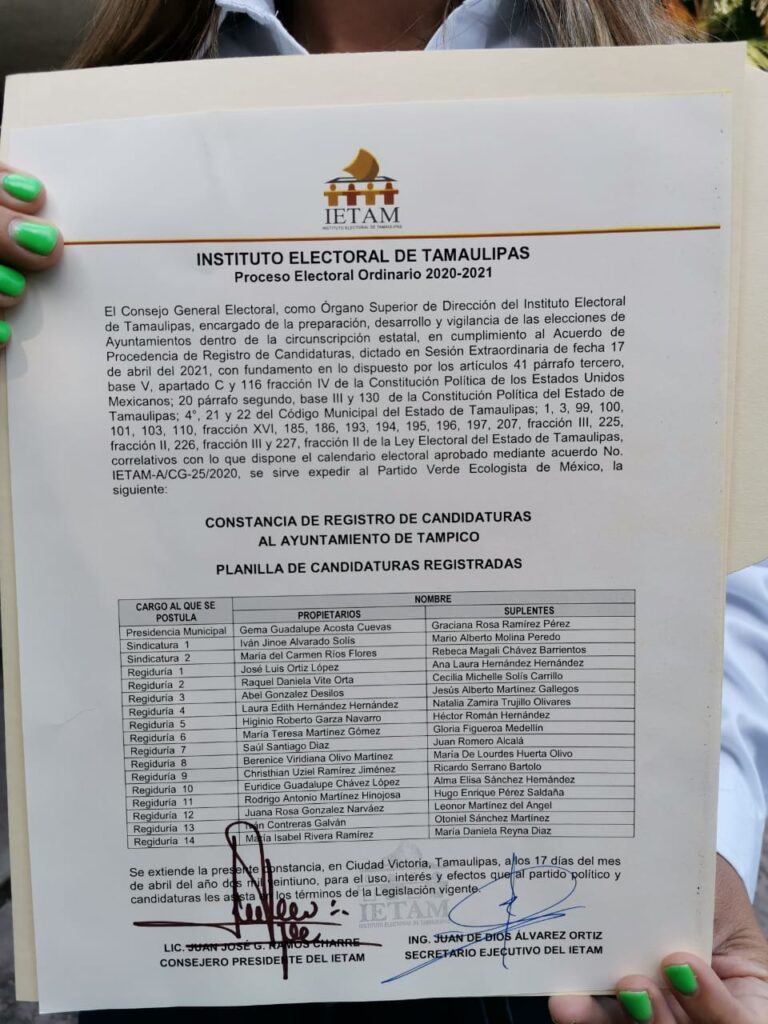 IETAM
INSTITUTO ELECTORAL DE TAMAULIPAS
INSTITUTO ELECTORAL DE TAMAULIPAS
Proceso Electoral Ordinario 2020-2021
El Consejo General Electoral, como Órgano Superior de Dirección del Instituto Electoral
de Tamaulipas, encargado de la preparación, desarrollo y vigilancia de las elecciones de
Ayuntamientos dentro de la circunscripción estatal, en cumplimiento al Acuerdo de
Procedencia de Registro de Candidaturas, dictado en Sesión Extraordinaria de fecha 17
de abril del 2021, con fundamento en lo dispuesto por los artículos 41 párrafo tercero,
base V, apartado C y 116 fracción IV de la Constitución Política de los Estados Unidos
Mexicanos; 20 párrafo segundo, base III y 130 de la Constitución Política del Estado de
Tamaulipas; 4°, 21 y 22 del Código Municipal del Estado de Tamaulipas; 1, 3, 99, 100,
101, 103, 110, fracción XVI, 185, 186, 193, 194, 195, 196, 197, 207, fracción III, 225,
fracción II, 226, fracción III y 227, fracción II de la Ley Electoral del Estado de Tamaulipas,
correlativos con lo que dispone el calendario electoral aprobado mediante acuerdo No.
IETAM-A/CG-25/2020, se sirve expedir al Partido Verde Ecologista de México, la
siguiente:
CONSTANCIA DE REGISTRO DE CANDIDATURAS
AL AYUNTAMIENTO DE TAMPICO
PLANILLA DE CANDIDATURAS REGISTRADAS
CARGO AL QUE SE POSTULA NOMBRE
PROPIETARIOS SUPLENTES
Presidencia Municipal Gema Guadalupe Acosta Cuevas Graciana Rosa Ramírez Pérez
Sindicatura 1 Iván Jinoe Alvarado Solís Mario Alberto Molina Peredo
Sindicatura 2 María del Carmen Ríos Flores Rebeca Magali Chávez Barrientos
Regiduría 1 José Luis Ortiz López Ana Laura Hernández Hernández
Regiduría 2 Raquel Daniela Vite Orta Cecilia Michelle Solís Carrillo
Regiduría 3 Abel Gonzalez Desilos Jesús Alberto Martínez Gallegos
Regiduría 4 Laura Edith Hernández Hernández Natalia Zamira Trujillo Olivares
Regiduría 5 Higinio Roberto Garza Navarro Héctor Román Hernández
Regiduría 6 María Teresa Martínez Gómez Gloria Figueroa Medellín
Regiduría 7 Saúl Santiago Diaz Juan Romero Alcalá
Regiduría 8 Berenice Viridiana Olivo Martínez María De Lourdes Huerta Olivo
Regiduría 9 Christhian Uziel Ramírez Jiménez Ricardo Serrano Bartolo
Regiduría 10 Euridice Guadalupe Chávez López Alma Elisa Sánchez Hernández
Regiduría 11 Rodrigo Antonio Martínez Hinojosa Hugo Enrique Pérez Saldaña
Regiduría 12 Juana Rosa Gonzalez Narváez Leonor Martínez del Angel
Regiduría 13 Iván Contreras Galván Otoniel Sánchez Martínez
Regiduría 14 María Isabel Rivera Ramírez María Daniela Reyna Diaz
Se extiende la presente constancia, en Ciudad Victoria, Tamaulipas, a los 17 días del mes
de abril del año dos mil veintiuno, para el uso, interés y efectos que al partido político y
candidaturas les asista en los términos de la Legislación vigente.
IETAM
INSTITUTO ELECTORAL DE TAMAULIPAS
LIC. JUAN JOSÉ G. RAMOS CHARRE
CONSEJERO PRESIDENTE DEL IETAM
ING. JUAN DE DIOS ÁLVAREZ ORTIZ
SECRETARIO EJECUTIVO DEL IETAM